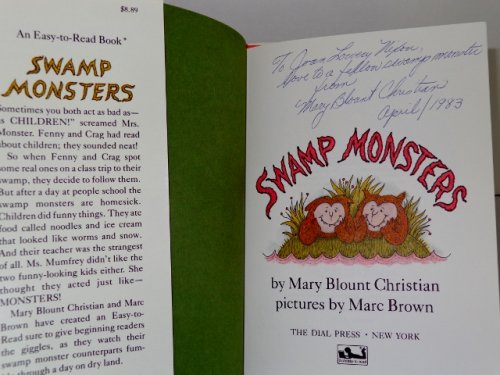 $8.89
An Easy-to-Read Book
SWAMP
MONSTERS
Sometimes you both act as bad as—
as CHILDREN!" screamed Mrs.
Monster. Fenny and Crag had read
about children; they sounded neat!
So when Fenny and Crag spot
some real ones on a class trip to their
swamp, they decide to follow them.
But after a day at people school the
swamp monsters are homesick.
Children did funny things. They ate
food called noodles and ice cream
that looked like worms and snow.
And their teacher was the strangest
of all. Ms. Mumfrey didn't like the
two funny-looking kids either. She
thought they acted just like—
MONSTERS!
Mary Blount Christian and Marc
Brown have created an Easy-to-
Read sure to give beginning readers
the giggles, as they watch their
swamp monster counterparts fum-
through a day on dry land.
To Joan Lowery Nixon,
love to a fellow swamp monster
from
Mary Blount Christian
April/1983
SWAMP MONSTERS
by Mary Blount Christian
pictures by Marc Brown
THE DIAL PRESS · NEW YORK